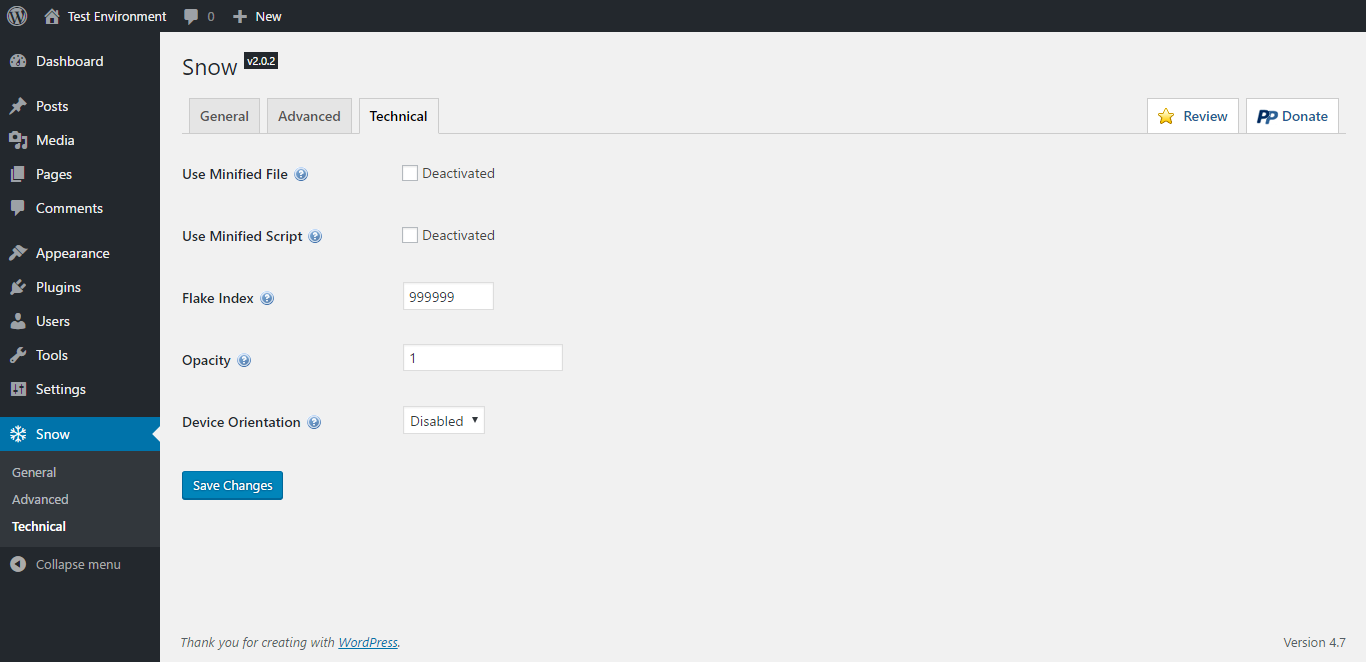 Test Environment 0 New
Dashboard
Posts
Media
Pages
Comments
Appearance
Plugins
Users
Tools
Settings
Snow
General
Advanced
Technical
Collapse menu
Snow v2.0.2
General Advanced Technical Review Donate
Use Minified File Deactivated
Use Minified Script Deactivated
Flake Index 999999
Opacity 1
Device Orientation Disabled
Save Changes
Thank you for creating with WordPress. Version 4.7